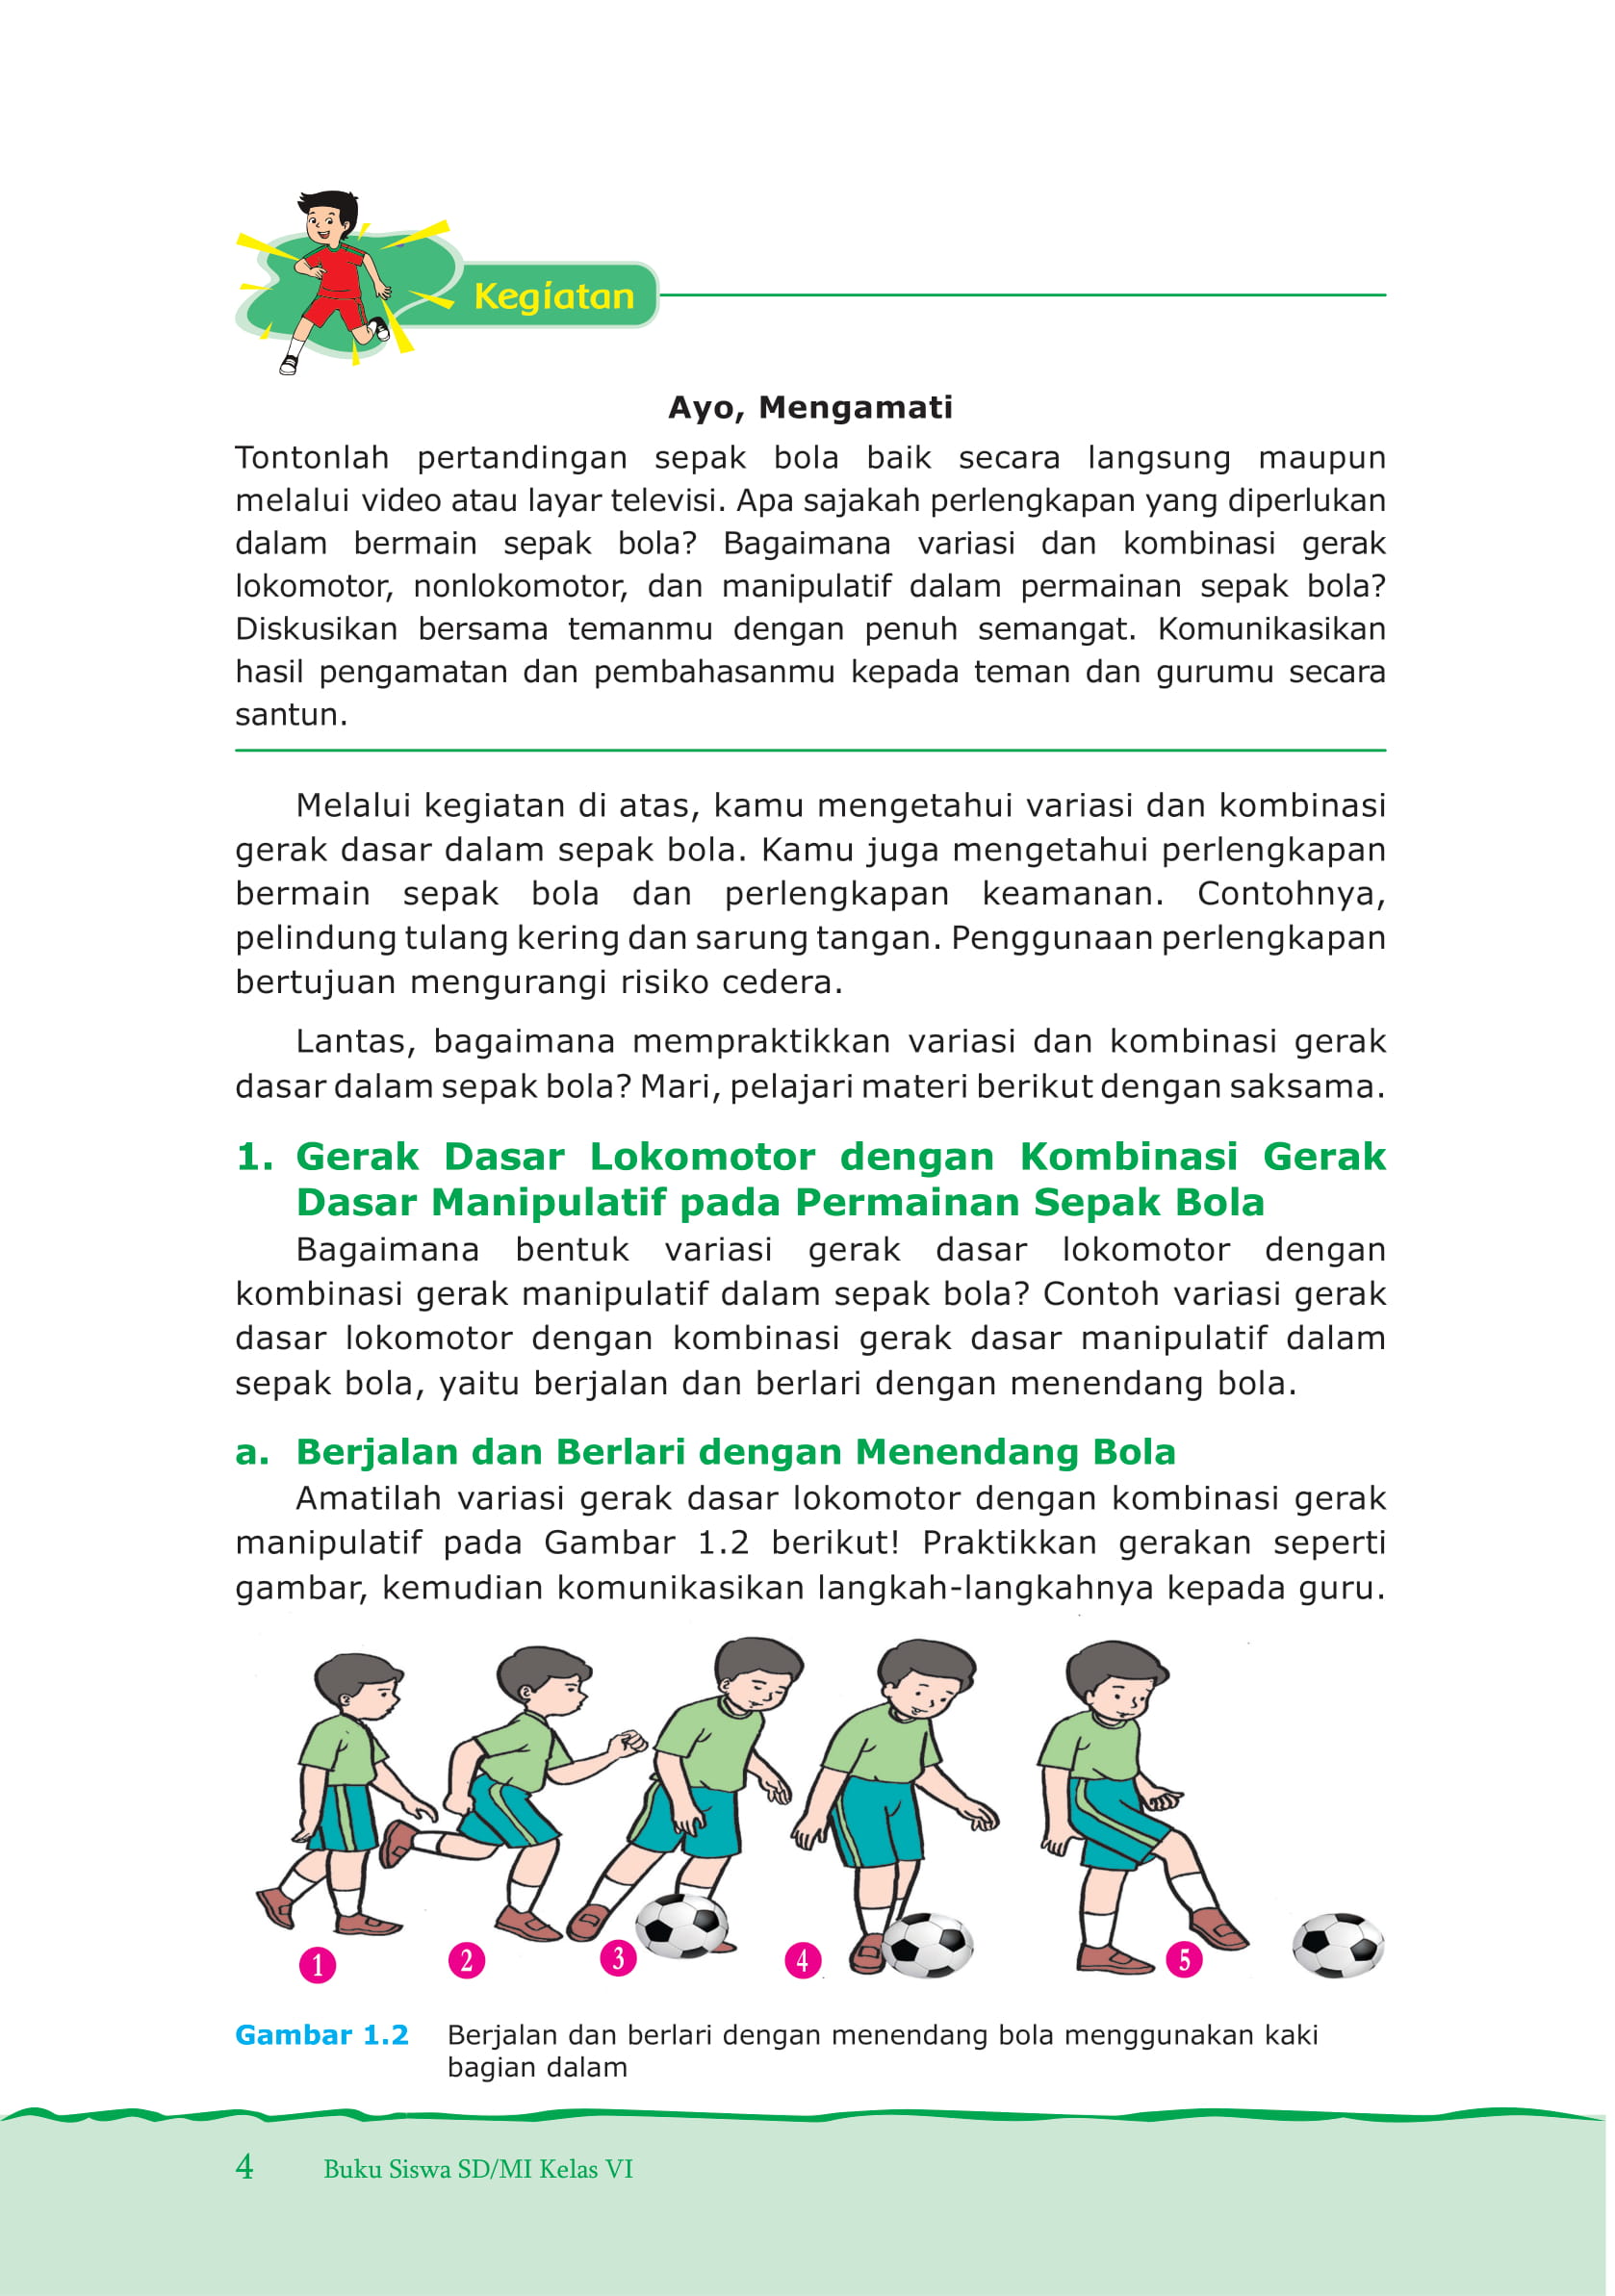 Kegiatan
Ayo, Mengamati
Tontonlah pertandingan sepak bola baik secara langsung maupun
melalui video atau layar televisi. Apa sajakah perlengkapan yang diperlukan
dalam bermain sepak bola? Bagaimana variasi dan kombinasi gerak
lokomotor, nonlokomotor, dan manipulatif dalam permainan sepak bola?
Diskusikan bersama temanmu dengan penuh semangat. Komunikasikan
hasil pengamatan dan pembahasanmu kepada teman dan gurumu secara
santun.
Melalui kegiatan di atas, kamu mengetahui variasi dan kombinasi
gerak dasar dalam sepak bola. Kamu juga mengetahui perlengkapan
bermain sepak bola dan perlengkapan keamanan. Contohnya,
pelindung tulang kering dan sarung tangan. Penggunaan perlengkapan
bertujuan mengurangi risiko cedera.
Lantas, bagaimana mempraktikkan variasi dan kombinasi gerak
dasar dalam sepak bola? Mari, pelajari materi berikut dengan saksama.
1. Gerak Dasar Lokomotor dengan Kombinasi Gerak
Dasar Manipulatif pada Permainan Sepak Bola
Bagaimana bentuk variasi gerak dasar lokomotor dengan
kombinasi gerak manipulatif dalam sepak bola? Contoh variasi gerak
dasar lokomotor dengan kombinasi gerak dasar manipulatif dalam
sepak bola, yaitu berjalan dan berlari dengan menendang bola.
a. Berjalan dan Berlari dengan Menendang Bola
Amatilah variasi gerak dasar lokomotor dengan kombinasi gerak
manipulatif pada Gambar 1.2 berikut! Praktikkan gerakan seperti
gambar, kemudian komunikasikan langkah-langkahnya kepada guru.
1 2 3 4 5
Gambar 1.2 Berjalan dan berlari dengan menendang bola menggunakan kaki
bagian dalam
4 Buku Siswa SD/MI Kelas VI